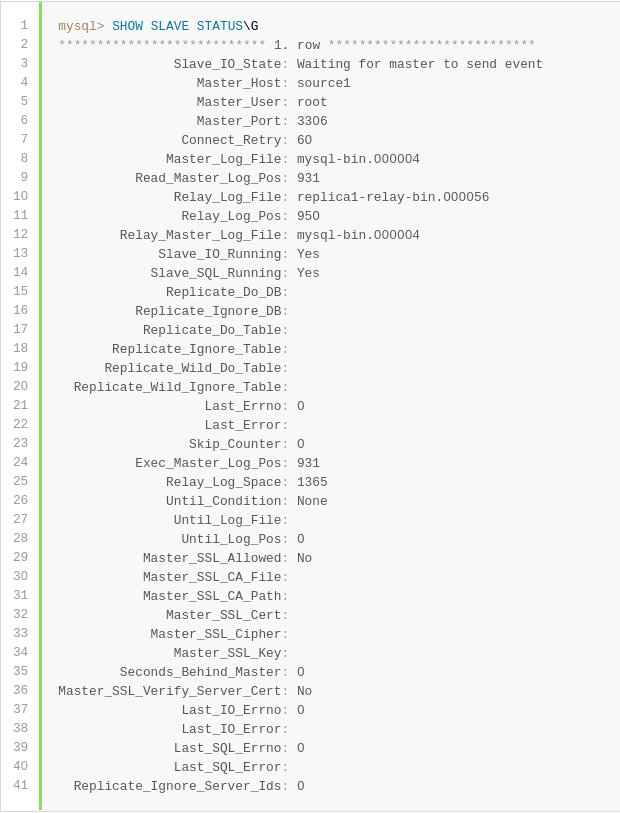 1 mysql> SHOW SLAVE STATUS\G
2 *************************** 1. row ***************************
3 Slave_IO_State: Waiting for master to send event
4 Master_Host: source1
5 Master_User: root
6 Master_Port: 3306
7 Connect_Retry: 60
8 Master_Log_File: mysql-bin.000004
9 Read_Master_Log_Pos: 931
10 Relay_Log_File: replica1-relay-bin.000056
11 Relay_Log_Pos: 950
12 Relay_Master_Log_File: mysql-bin.000004
13 Slave_IO_Running: Yes
14 Slave_SQL_Running: Yes
15 Replicate_Do_DB:
16 Replicate_Ignore_DB:
17 Replicate_Do_Table:
18 Replicate_Ignore_Table:
19 Replicate_Wild_Do_Table:
20 Replicate_Wild_Ignore_Table:
21 Last_Errno: 0
22 Last_Error:
23 Skip_Counter: 0
24 Exec_Master_Log_Pos: 931
25 Relay_Log_Space: 1365
26 Until_Condition: None
27 Until_Log_File:
28 Until_Log_Pos: 0
29 Master_SSL_Allowed: No
30 Master_SSL_CA_File:
31 Master_SSL_CA_Path:
32 Master_SSL_Cert:
33 Master_SSL_Cipher:
34 Master_SSL_Key:
35 Seconds_Behind_Master: 0
36 Master_SSL_Verify_Server_Cert: No
37 Last_IO_Errno: 0
38 Last_IO_Error:
39 Last_SQL_Errno: 0
40 Last_SQL_Error:
41 Replicate_Ignore_Server_Ids: 0